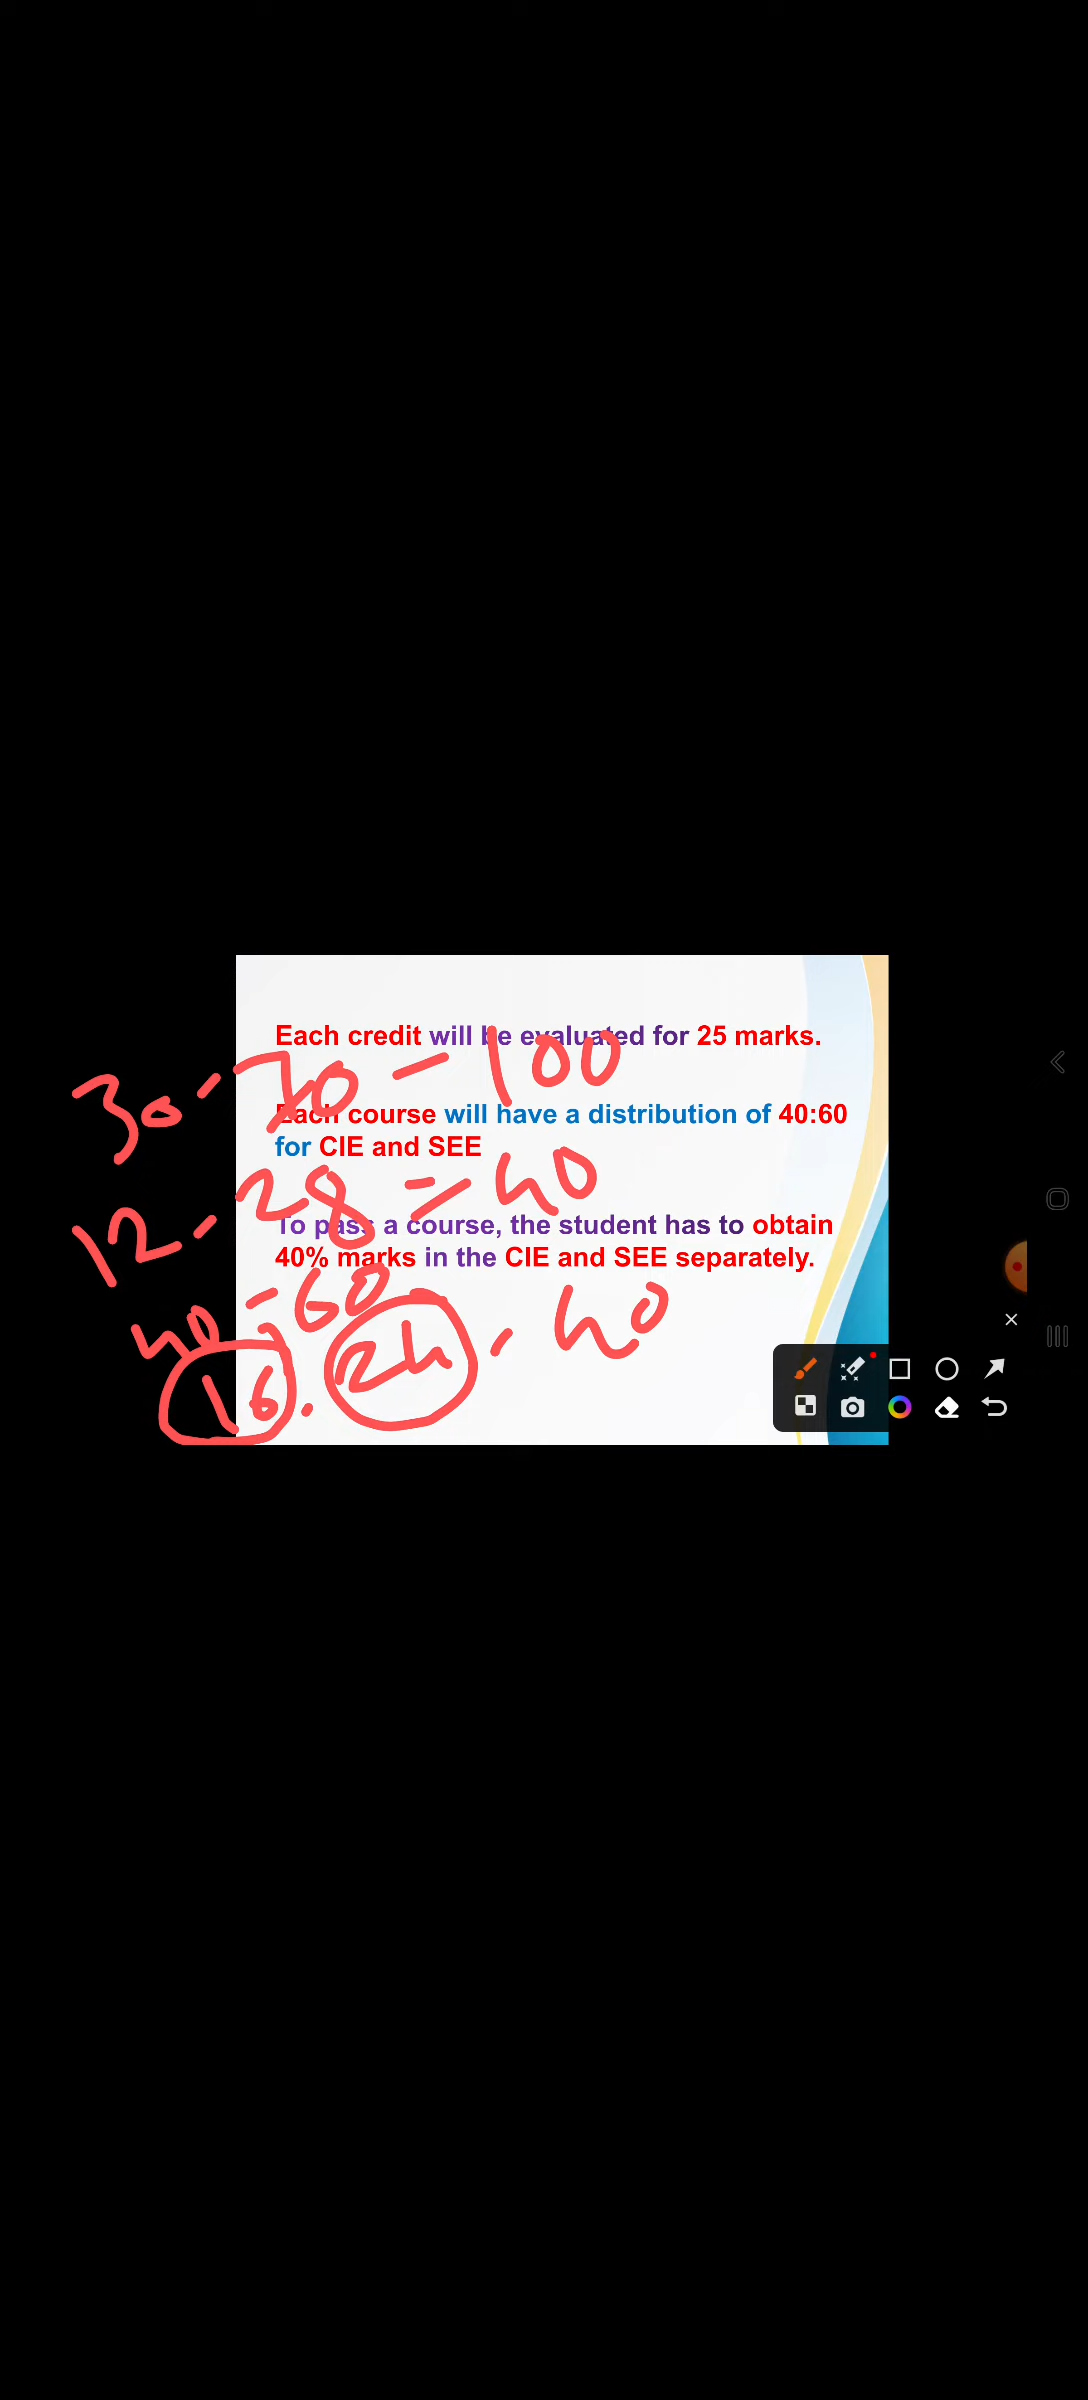 Each credit will be evaluated for 25 marks.
30 - 70 - 100
Each course will have a distribution of 40:60
for CIE and SEE
12 - 28 = 40
To pass a course, the student has to obtain
40% marks in the CIE and SEE separately.
40 - 60
16 . 24 . 40